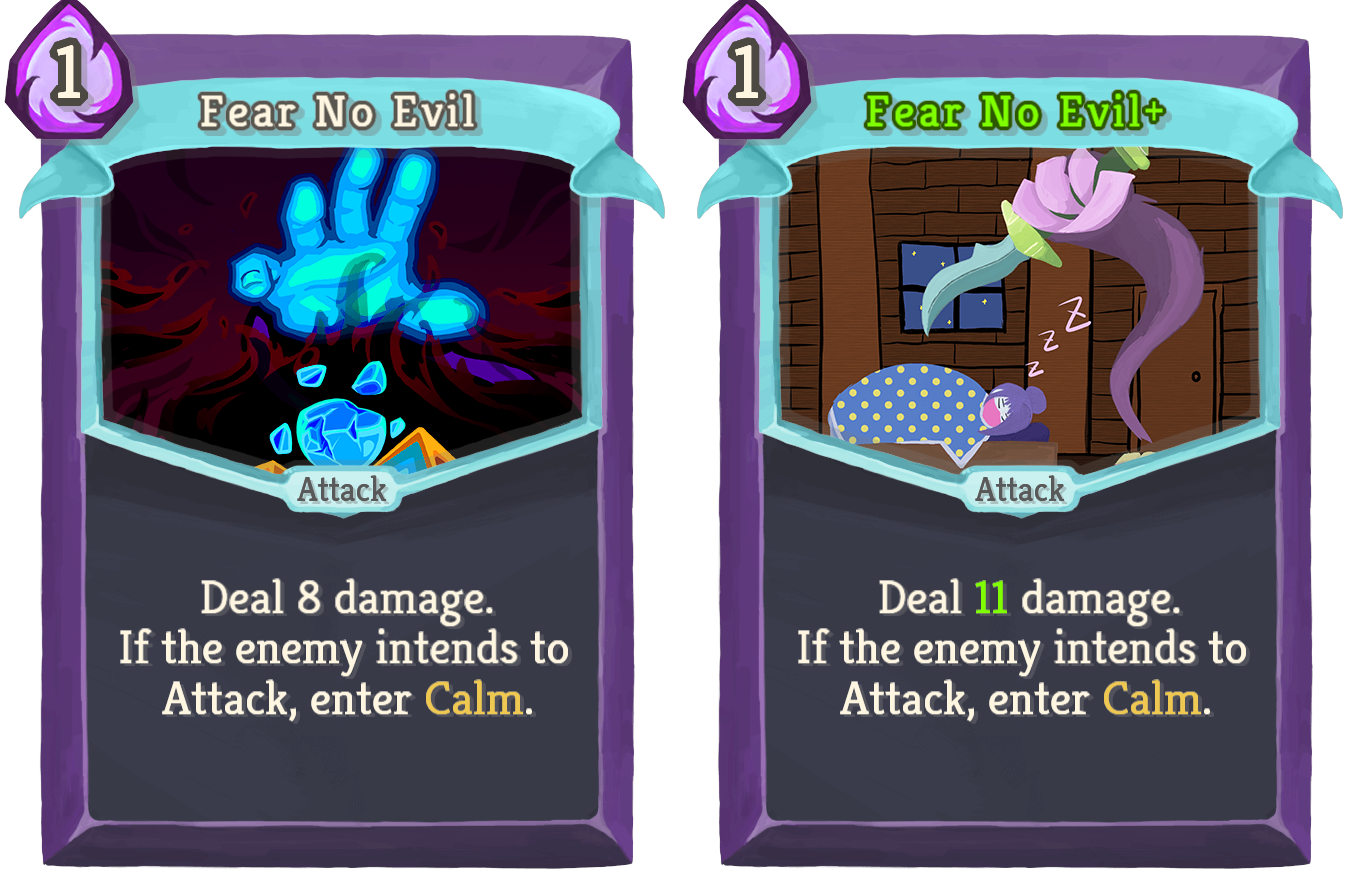 1
Fear No Evil
Attack
Deal 8 damage.
If the enemy intends to
Attack, enter Calm.
1
Fear No Evil+
z z z
Attack
Deal 11 damage.
If the enemy intends to
Attack, enter Calm.